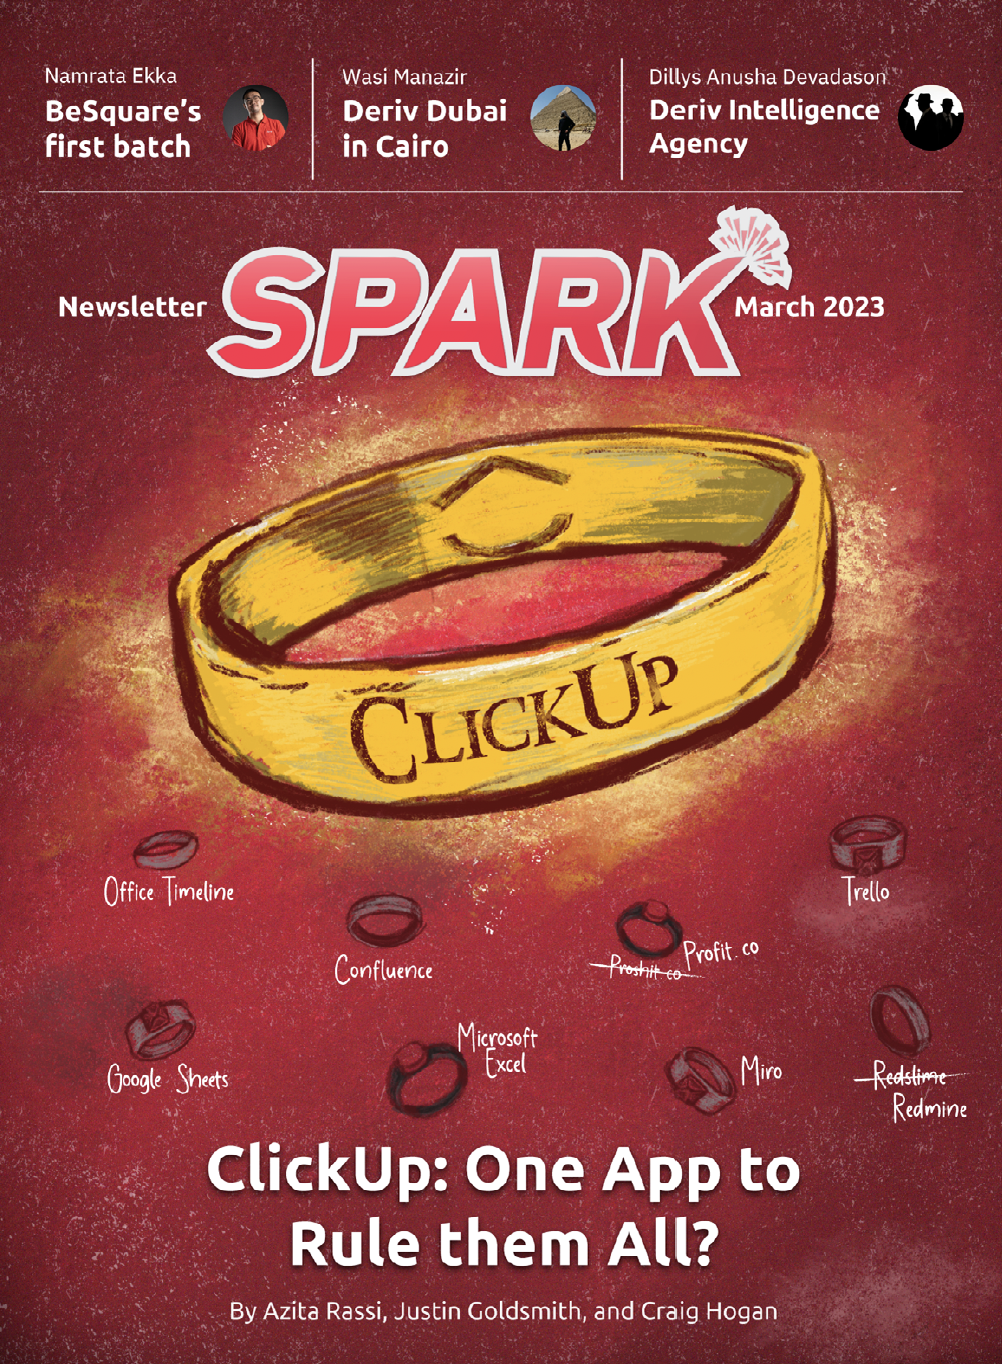 Namrata Ekka
BeSquare's
first batch
Wasi Manazir
Deriv Dubai
in Cairo
Dillys Anusha Devadason
Deriv Intelligence
Agency
Newsletter
SPARK
March 2023
CLICKUP
Office Timeline
Confluence
Proshit.co
Profit.co
Trello
Google Sheets
Microsoft
Excel
Miro
Redslime
Redmine
ClickUp: One App to
Rule them All?
By Azita Rassi, Justin Goldsmith, and Craig Hogan